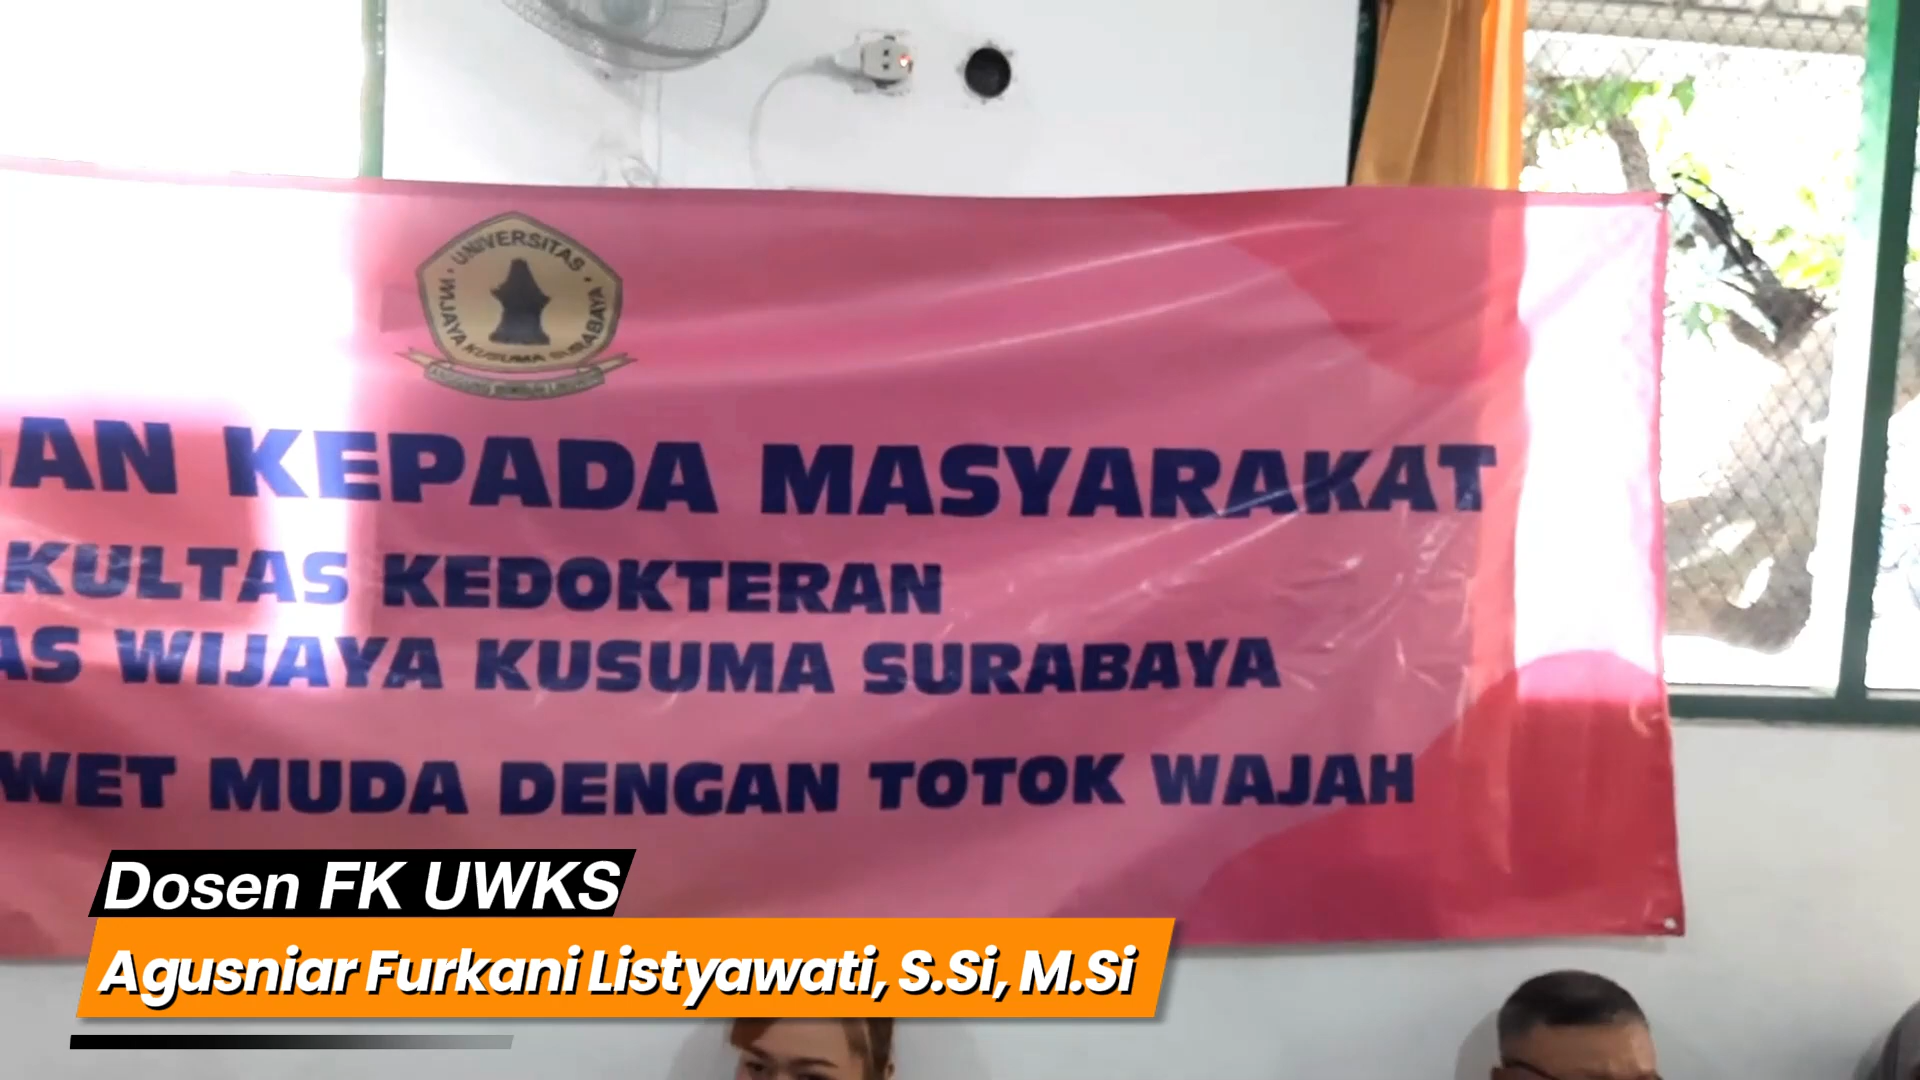 UNIVERSITAS
WIJAYA KUSUMA SURABAYA
AN KEPADA MASYARAKAT
KULTAS KEDOKTERAN
AS WIJAYA KUSUMA SURABAYA
WET MUDA DENGAN TOTOK WAJAH
Dosen FK UWKS
Agusniar Furkani Listyawati, S.Si, M.Si